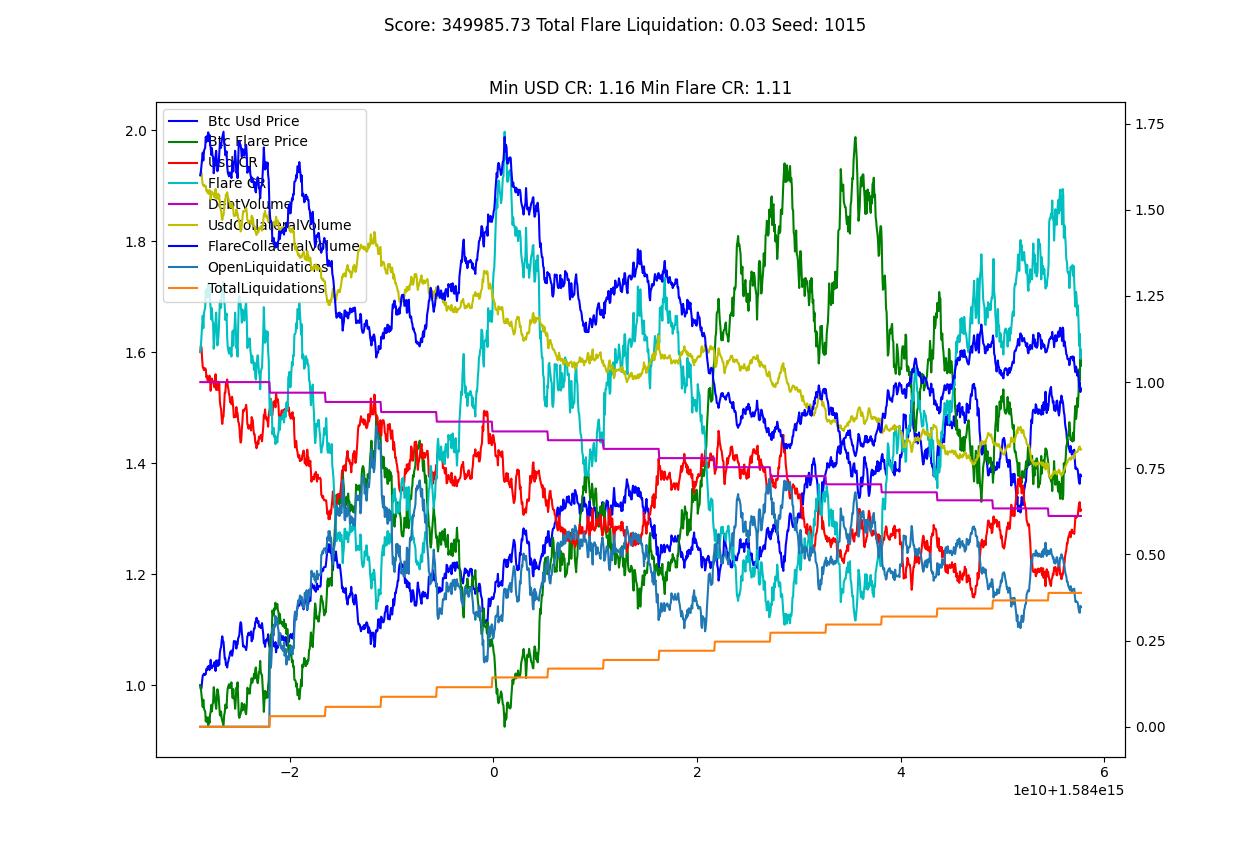 Score: 349985.73 Total Flare Liquidation: 0.03 Seed: 1015
Min USD CR: 1.16 Min Flare CR: 1.11
Btc Usd Price
Btc Flare Price
Usd CR
Flare CR
DebtVolume
UsdCollateralVolume
FlareCollateralVolume
OpenLiquidations
TotalLiquidations
2.0
1.8
1.6
1.4
1.2
1.0
1.75
1.50
1.25
1.00
0.75
0.50
0.25
0.00
−2 0 2 4 6
1e10+1.584e15